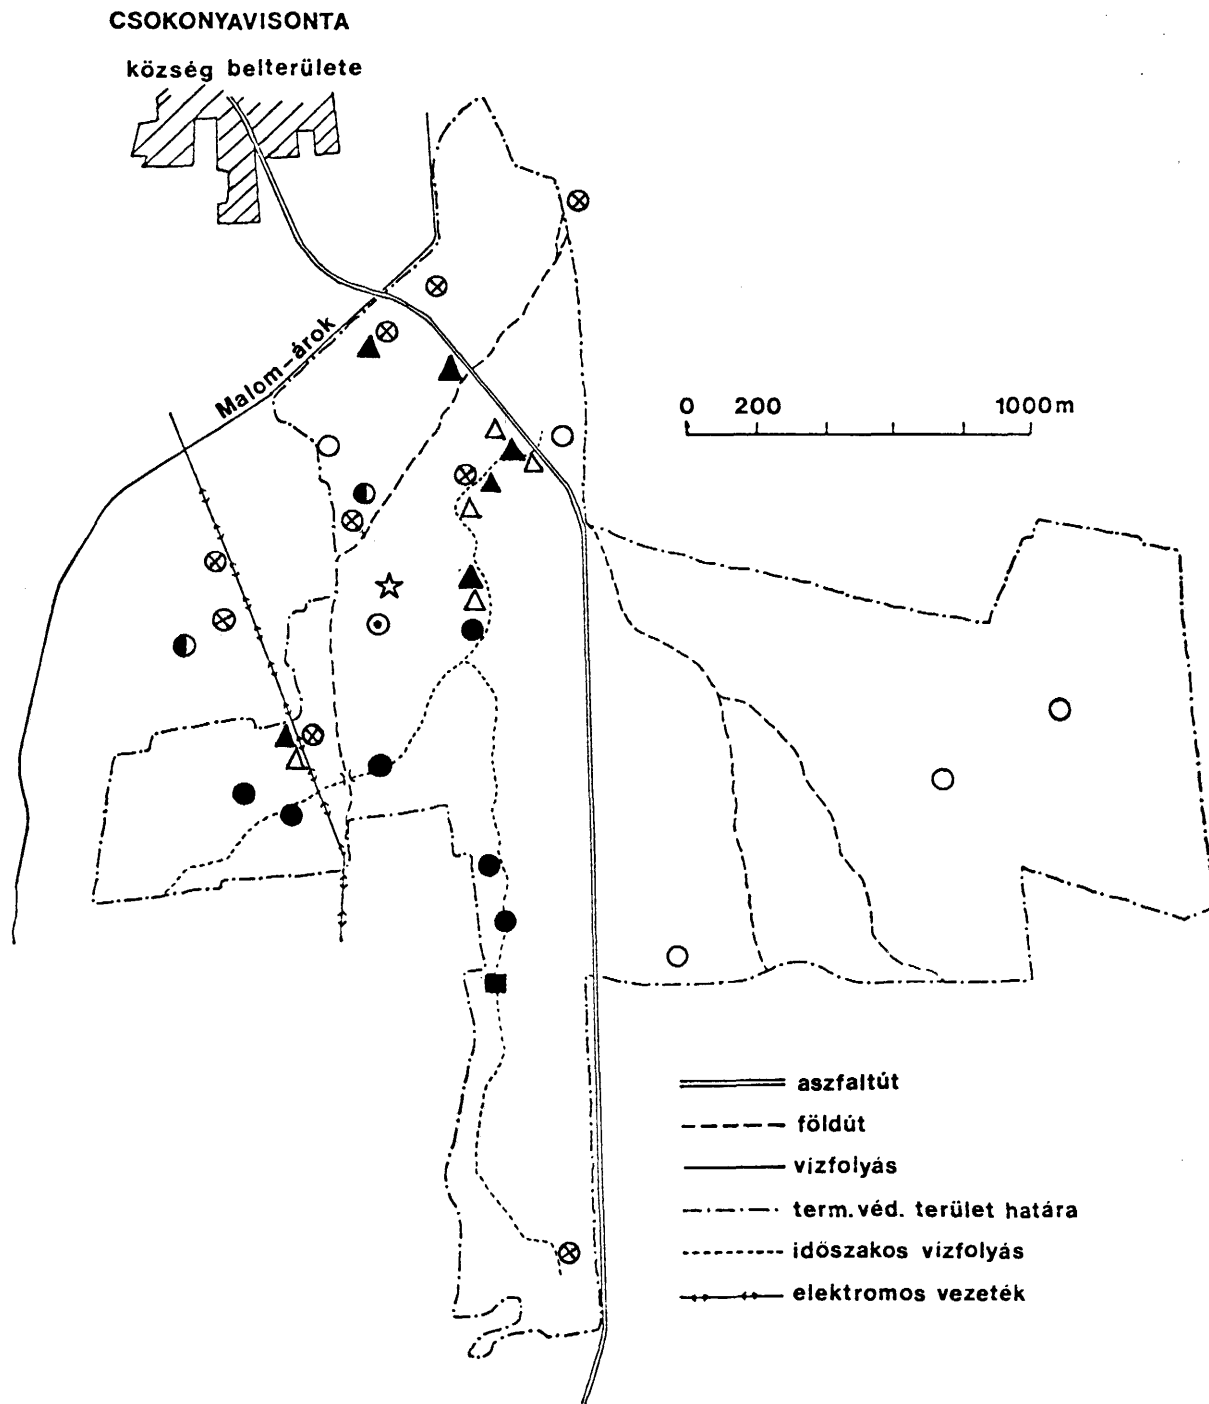 CSOKONYAVISONTA
község belterülete
Malom-árok
0 200 1000m
aszfaltút
földút
vízfolyás
term.véd. terület határa
időszakos vízfolyás
elektromos vezeték